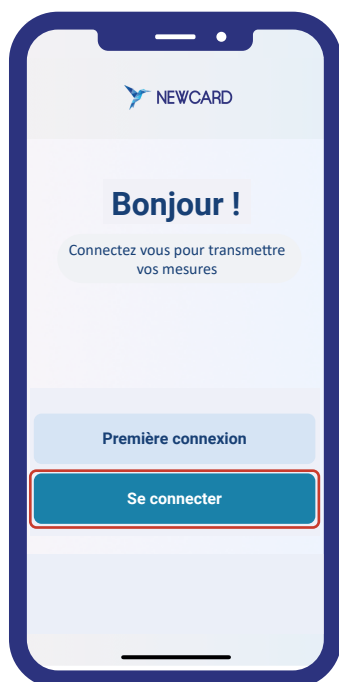 NEWCARD
Bonjour !
Connectez vous pour transmettre
vos mesures
Première connexion
Se connecter